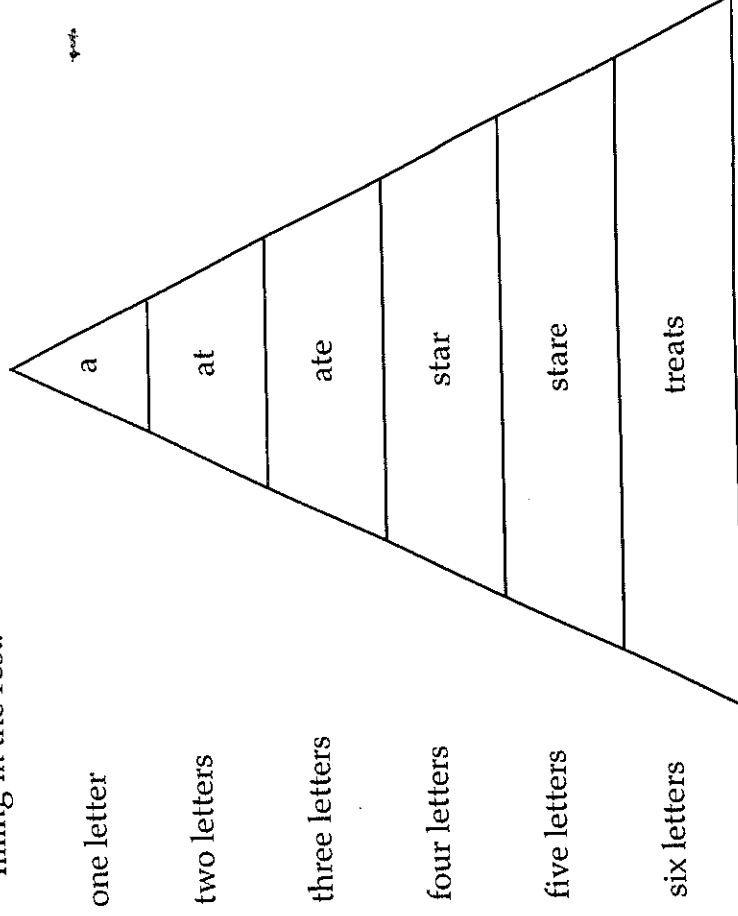 filling in the rest.
one letter
a
two letters
at
three letters
ate
four letters
star
five letters
stare
six letters
treats